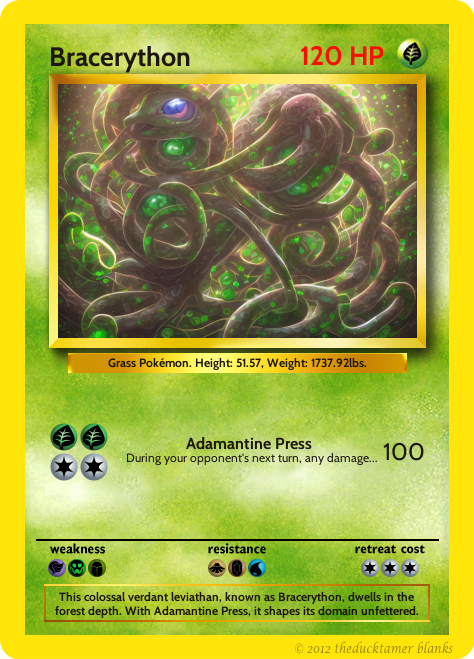 Bracerython 120 HP
Grass Pokémon. Height: 51.57, Weight: 1737.92lbs.
Adamantine Press 100
During your opponent's next turn, any damage...
weakness resistance retreat cost
This colossal verdant leviathan, known as Bracerython, dwells in the
forest depth. With Adamantine Press, it shapes its domain unfettered.
© 2012 theducktamer blanks